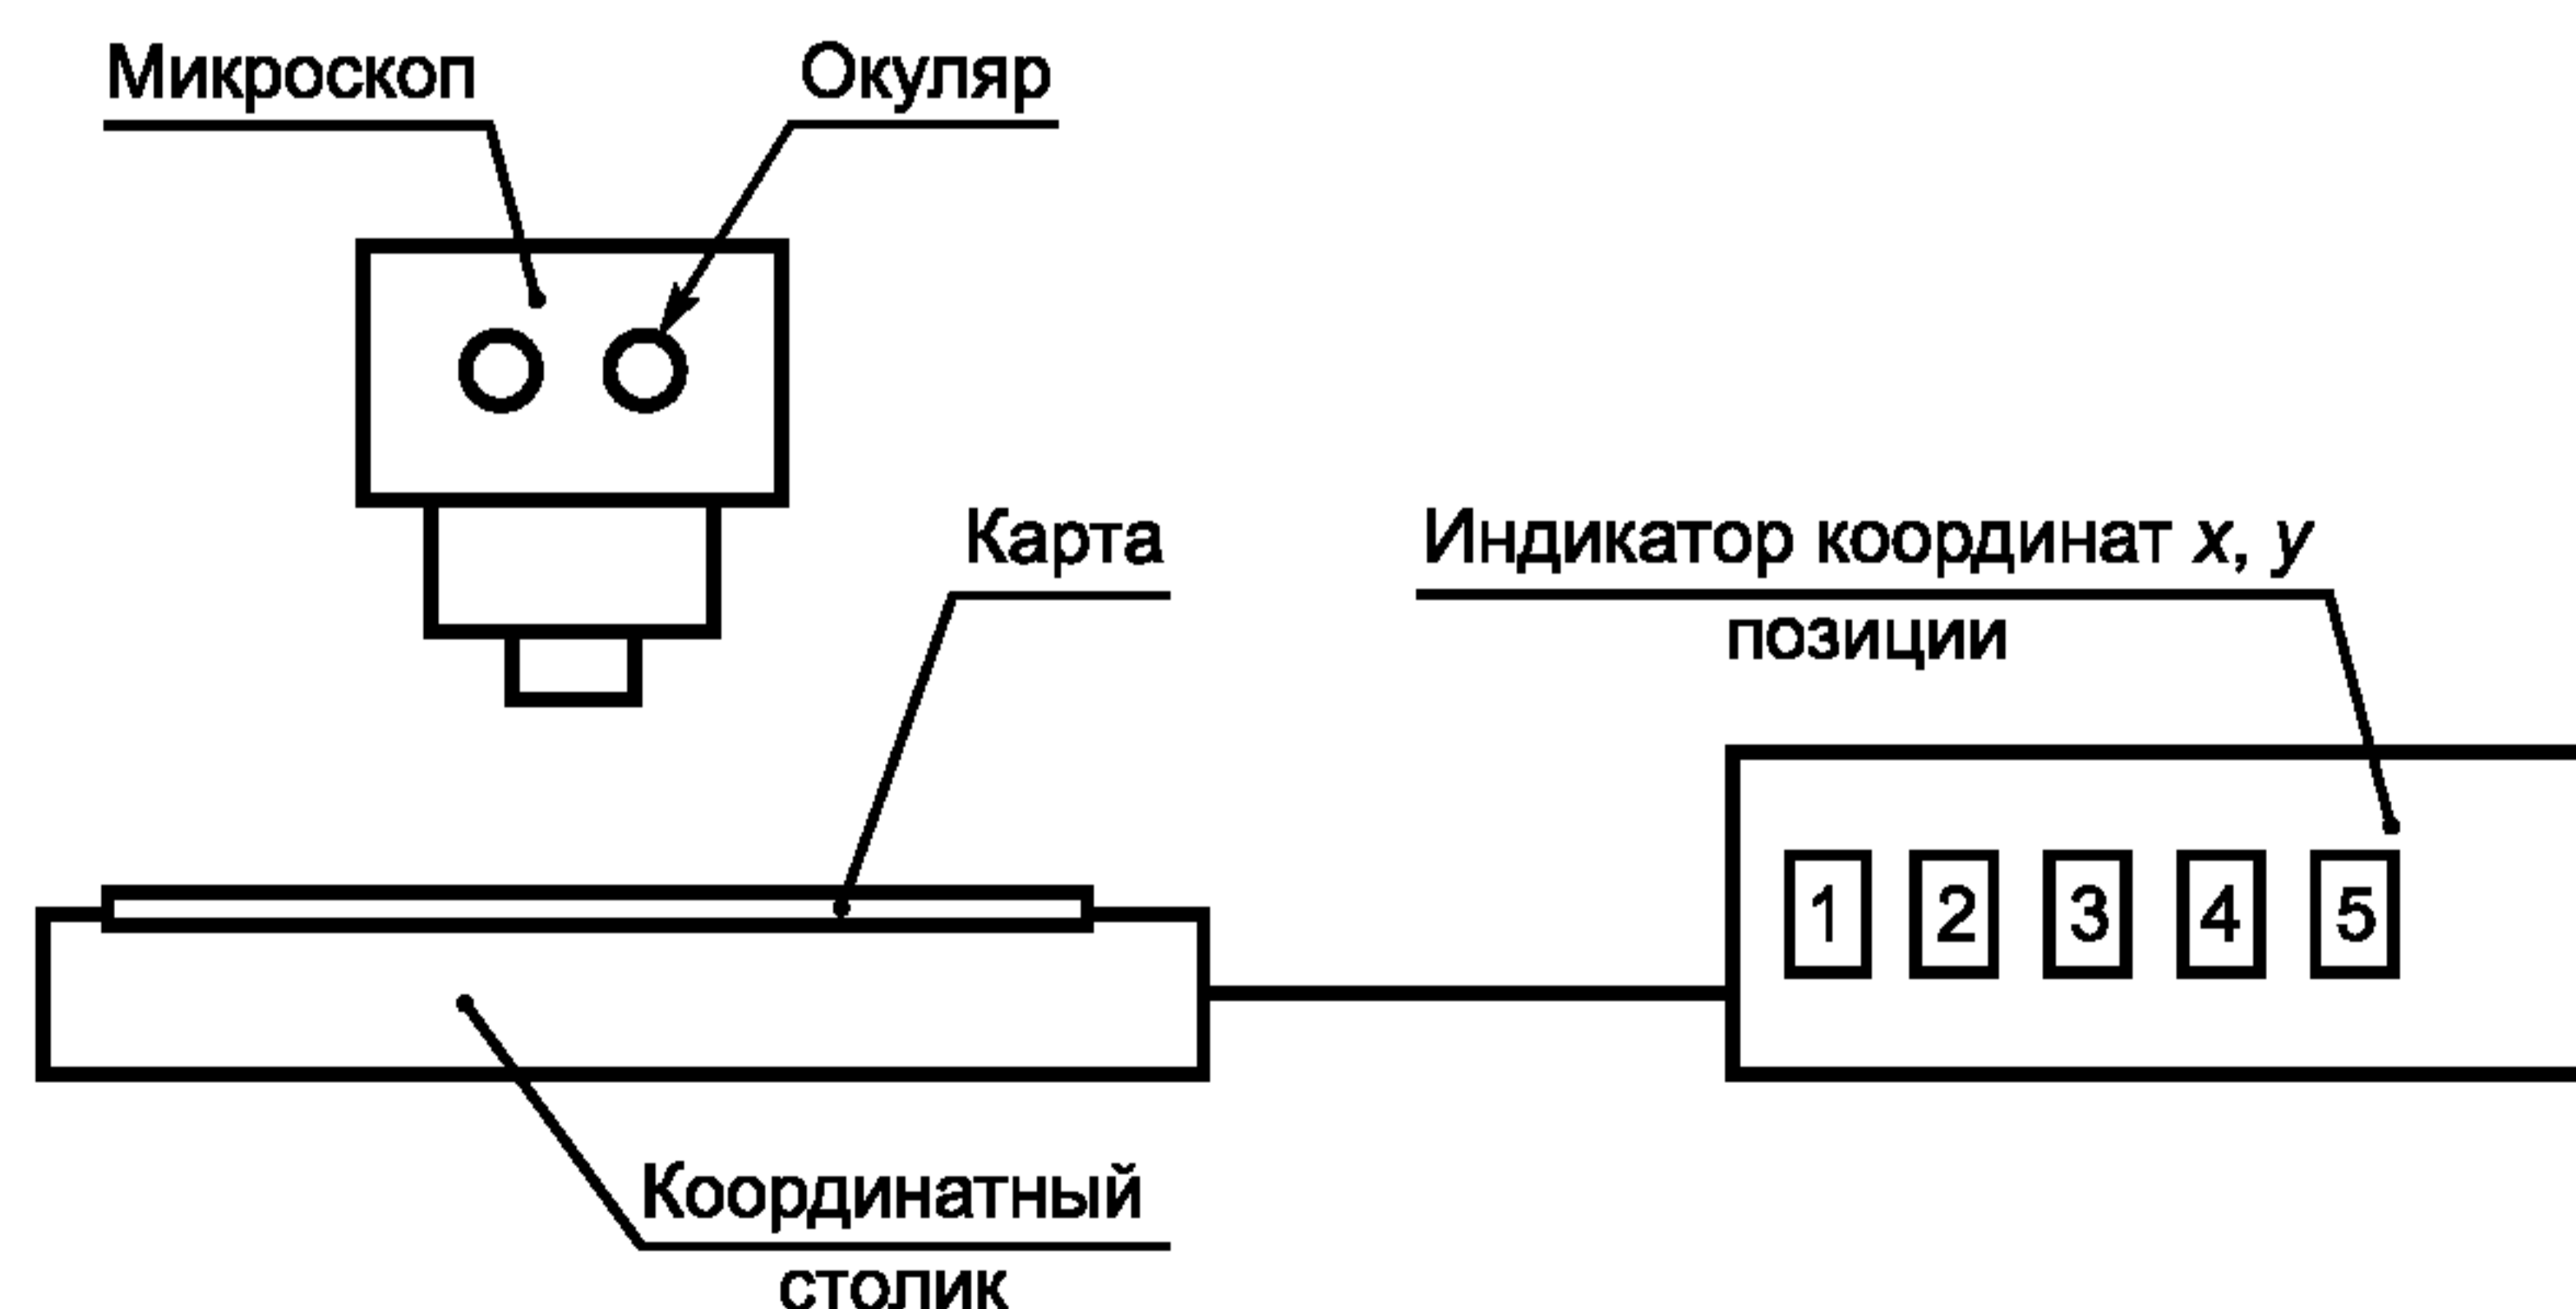 Микроскоп
Окуляр
Карта
Индикатор координат x, y
позиции
1 2 3 4 5
Координатный
столик